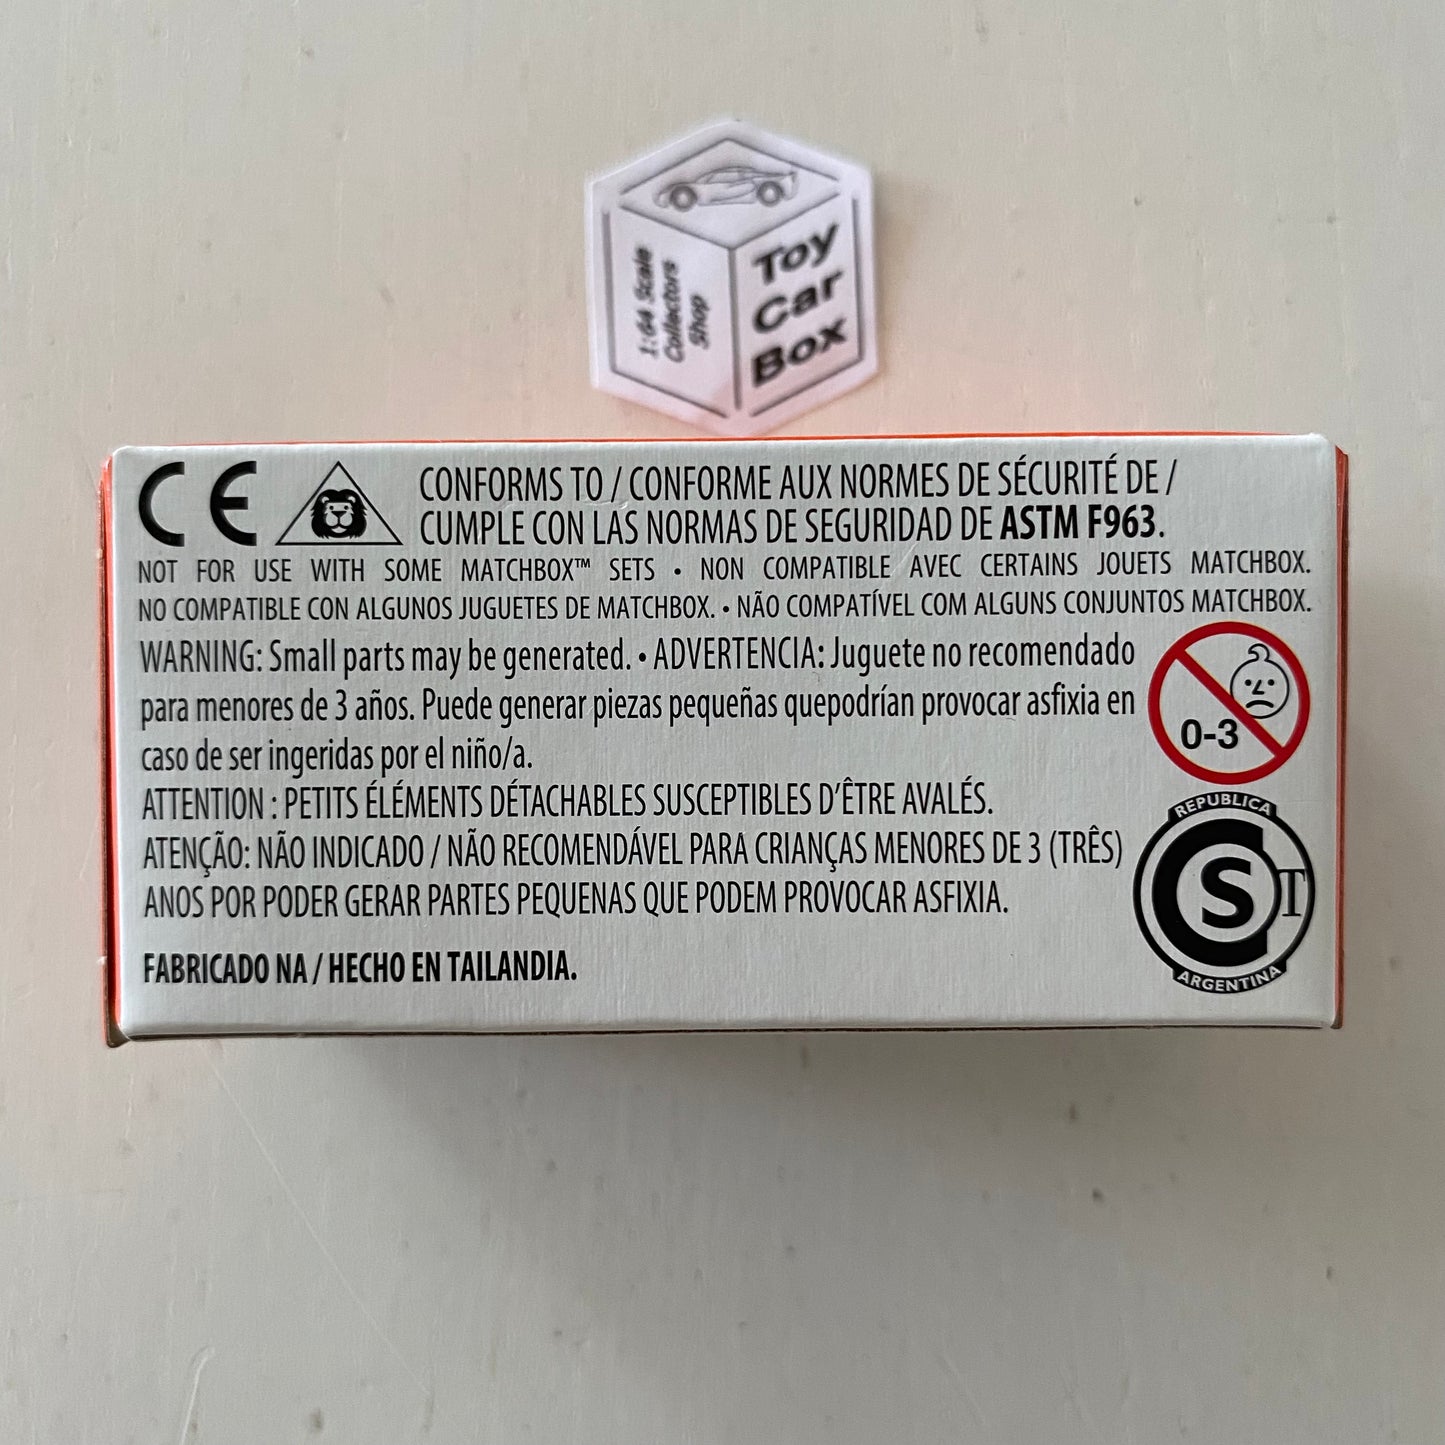 1:64 Scale
Collectors
Shop
Toy
Car
Box
CE
CONFORMS TO / CONFORME AUX NORMES DE SÉCURITÉ DE /
CUMPLE CON LAS NORMAS DE SEGURIDAD DE ASTM F963.
NOT FOR USE WITH SOME MATCHBOX™ SETS • NON COMPATIBLE AVEC CERTAINS JOUETS MATCHBOX.
NO COMPATIBLE CON ALGUNOS JUGUETES DE MATCHBOX. • NÃO COMPATÍVEL COM ALGUNS CONJUNTOS MATCHBOX.
WARNING: Small parts may be generated. • ADVERTENCIA: Juguete no recomendado
para menores de 3 años. Puede generar piezas pequeñas quepodrían provocar asfixia en
caso de ser ingeridas por el niño/a.
ATTENTION : PETITS ÉLÉMENTS DÉTACHABLES SUSCEPTIBLES D'ÊTRE AVALÉS.
ATENÇÃO: NÃO INDICADO / NÃO RECOMENDÁVEL PARA CRIANÇAS MENORES DE 3 (TRÊS)
ANOS POR PODER GERAR PARTES PEQUENAS QUE PODEM PROVOCAR ASFIXIA.
FABRICADO NA / HECHO EN TAILANDIA.
0-3
REPUBLICA
C S T
ARGENTINA